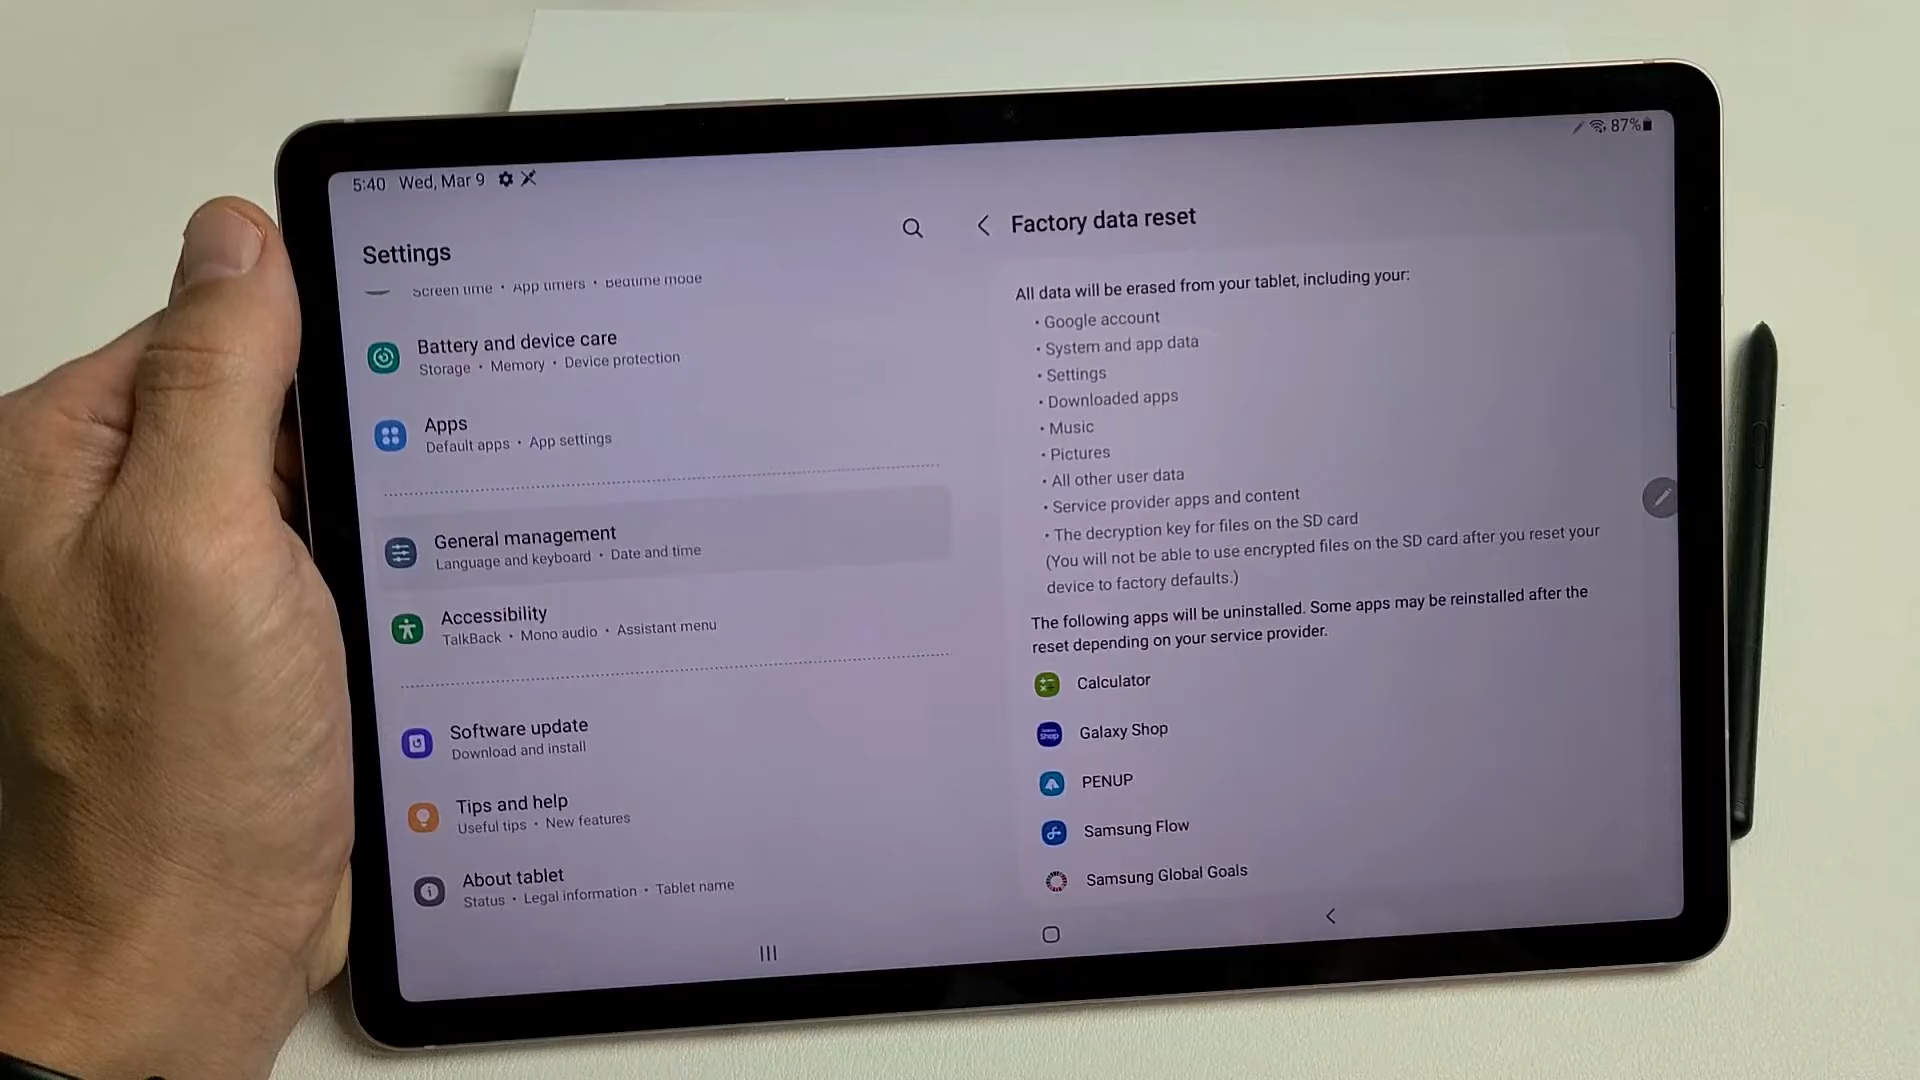 5:40 Wed, Mar 9
87%
Settings
Screen time • App timers • Bedtime mode
Battery and device care
Storage • Memory • Device protection
Apps
Default apps • App settings
General management
Language and keyboard • Date and time
Accessibility
TalkBack • Mono audio • Assistant menu
Software update
Download and install
Tips and help
Useful tips • New features
About tablet
Status • Legal information • Tablet name
Factory data reset
All data will be erased from your tablet, including your:
• Google account
• System and app data
• Settings
• Downloaded apps
• Music
• Pictures
• All other user data
• Service provider apps and content
• The decryption key for files on the SD card
(You will not be able to use encrypted files on the SD card after you reset your
device to factory defaults.)
The following apps will be uninstalled. Some apps may be reinstalled after the
reset depending on your service provider.
Calculator
Shop
Galaxy Shop
PENUP
Samsung Flow
Samsung Global Goals